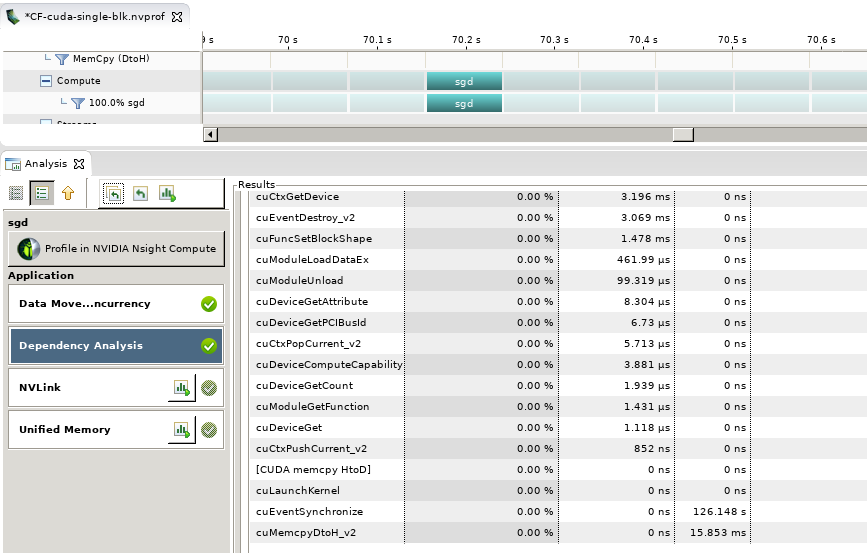 *CF-cuda-single-blk.nvprof
9 s 70 s 70.1 s 70.2 s 70.3 s 70.4 s 70.5 s 70.6 s
MemCpy (DtoH)
Compute sgd
100.0% sgd sgd
Streams
Analysis
Results
sgd
Profile in NVIDIA Nsight Compute
Application
Data Move...ncurrency
Dependency Analysis
NVLink
Unified Memory
cuCtxGetDevice 0.00 % 3.196 ms 0 ns
cuEventDestroy_v2 0.00 % 3.069 ms 0 ns
cuFuncSetBlockShape 0.00 % 1.478 ms 0 ns
cuModuleLoadDataEx 0.00 % 461.99 µs 0 ns
cuModuleUnload 0.00 % 99.319 µs 0 ns
cuDeviceGetAttribute 0.00 % 8.304 µs 0 ns
cuDeviceGetPCIBusId 0.00 % 6.73 µs 0 ns
cuCtxPopCurrent_v2 0.00 % 5.713 µs 0 ns
cuDeviceComputeCapability 0.00 % 3.881 µs 0 ns
cuDeviceGetCount 0.00 % 1.939 µs 0 ns
cuModuleGetFunction 0.00 % 1.431 µs 0 ns
cuDeviceGet 0.00 % 1.118 µs 0 ns
cuCtxPushCurrent_v2 0.00 % 852 ns 0 ns
[CUDA memcpy HtoD] 0.00 % 0 ns 0 ns
cuLaunchKernel 0.00 % 0 ns 0 ns
cuEventSynchronize 0.00 % 0 ns 126.148 s
cuMemcpyDtoH_v2 0.00 % 0 ns 15.853 ms